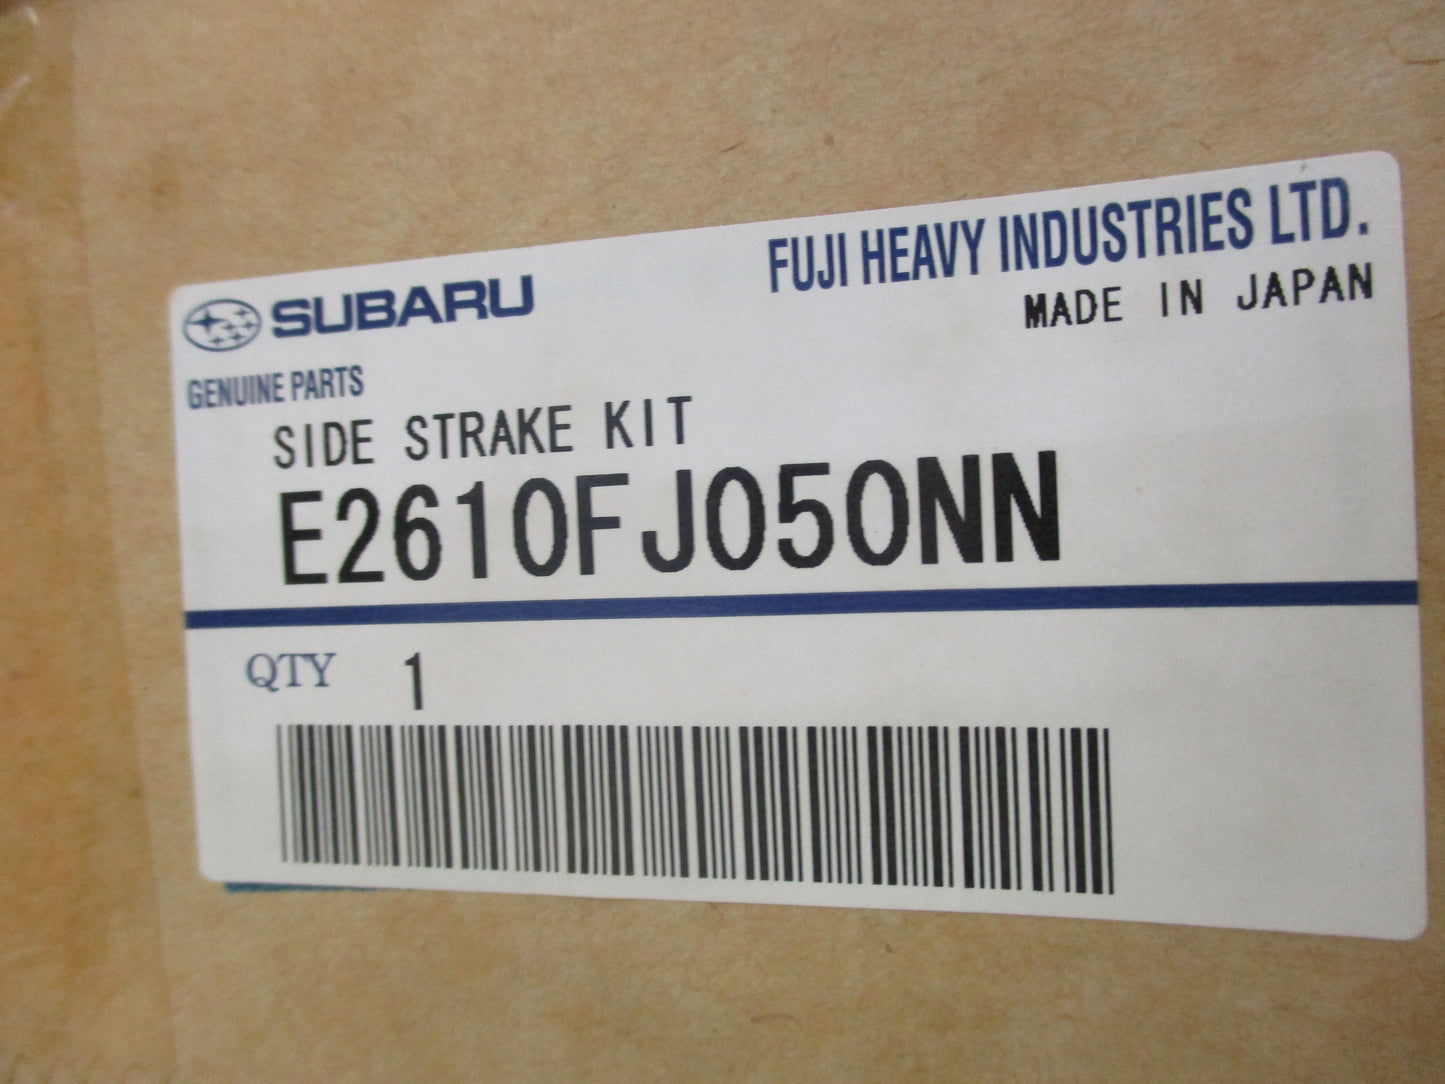 SUBARU
FUJI HEAVY INDUSTRIES LTD.
MADE IN JAPAN
GENUINE PARTS
SIDE STRAKE KIT
E2610FJ050NN
QTY 1